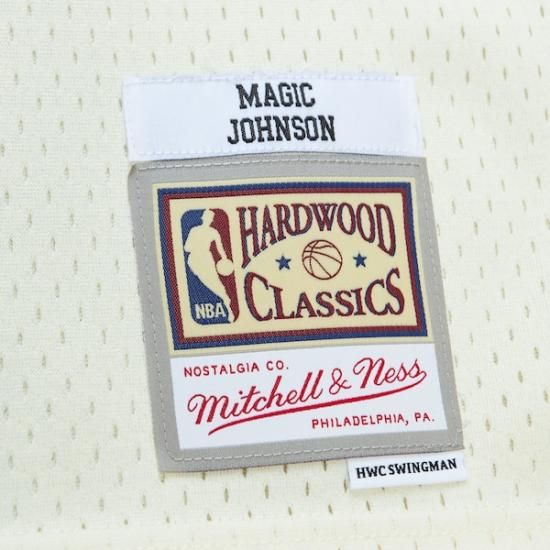 MAGIC
JOHNSON
HARDWOOD
CLASSICS
NBA
NOSTALGIA CO.
Mitchell & Ness
PHILADELPHIA, PA.
HWC SWINGMAN